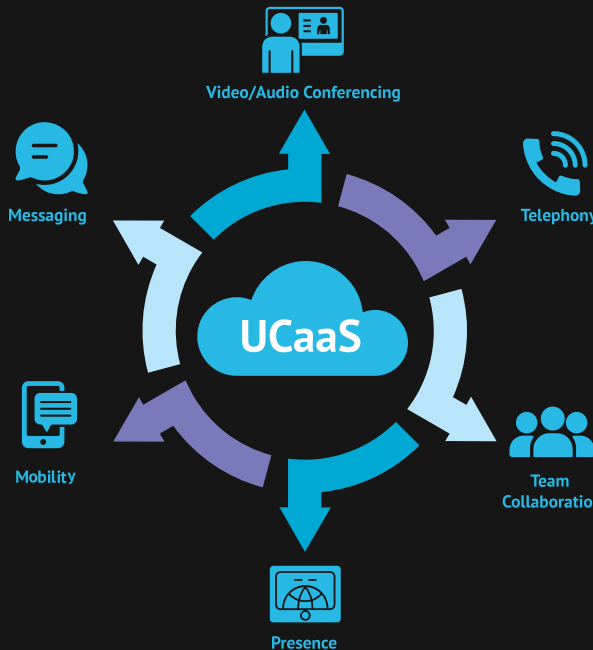 Video/Audio Conferencing
Messaging
Telephony
UCaaS
Mobility
Team
Collaboratio
Presence